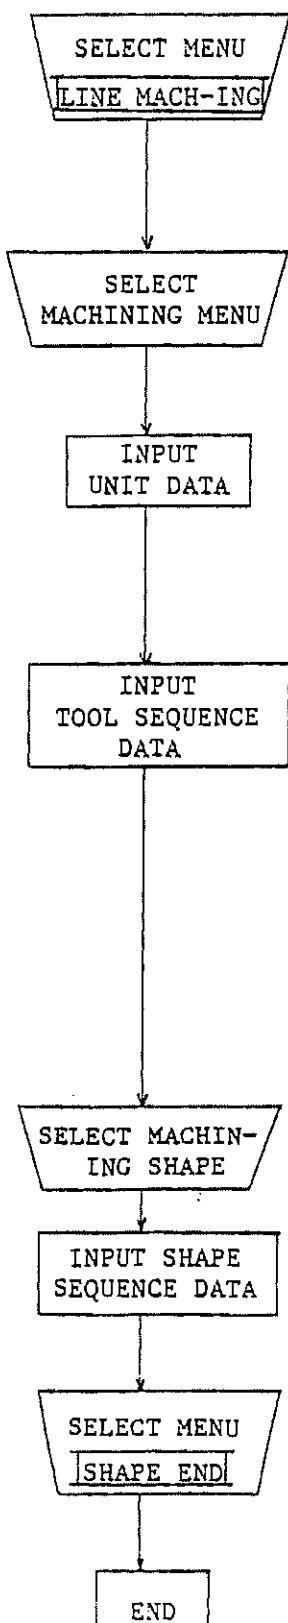 SELECT MENU
LINE MACH-ING
SELECT
MACHINING MENU
INPUT
UNIT DATA
INPUT
TOOL SEQUENCE
DATA
SELECT MACHIN-
ING SHAPE
INPUT SHAPE
SEQUENCE DATA
SELECT MENU
SHAPE END
END